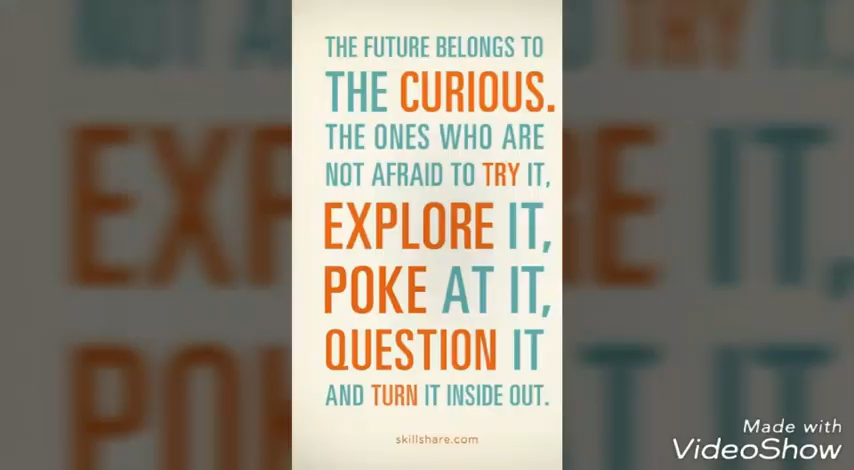 THE FUTURE BELONGS TO
THE CURIOUS.
THE ONES WHO ARE
NOT AFRAID TO TRY IT,
EXPLORE IT,
POKE AT IT,
QUESTION IT
AND TURN IT INSIDE OUT.
skillshare.com
Made with
VideoShow